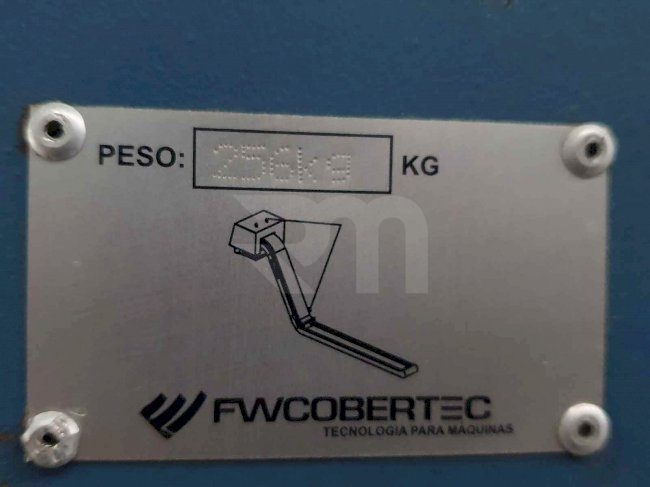 PESO: 256kg KG
FWCOBERTEC
TECNOLOGIA PARA MÁQUINAS